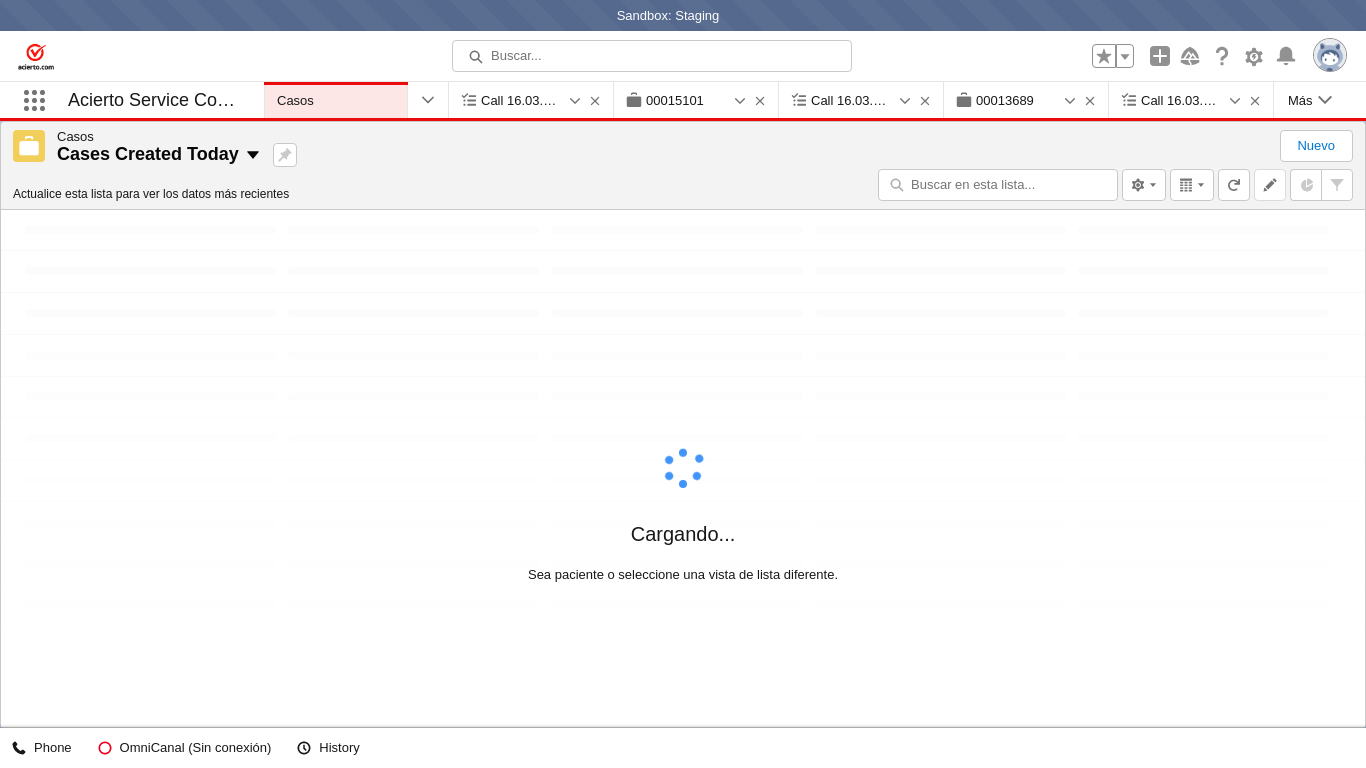 Sandbox: Staging
acierto.com
Buscar...
Acierto Service Co…
Casos
Call 16.03.…
00015101
Call 16.03.…
00013689
Call 16.03.…
Más
Casos
Cases Created Today
Nuevo
Actualice esta lista para ver los datos más recientes
Buscar en esta lista...
Cargando...
Sea paciente o seleccione una vista de lista diferente.
Phone
OmniCanal (Sin conexión)
History